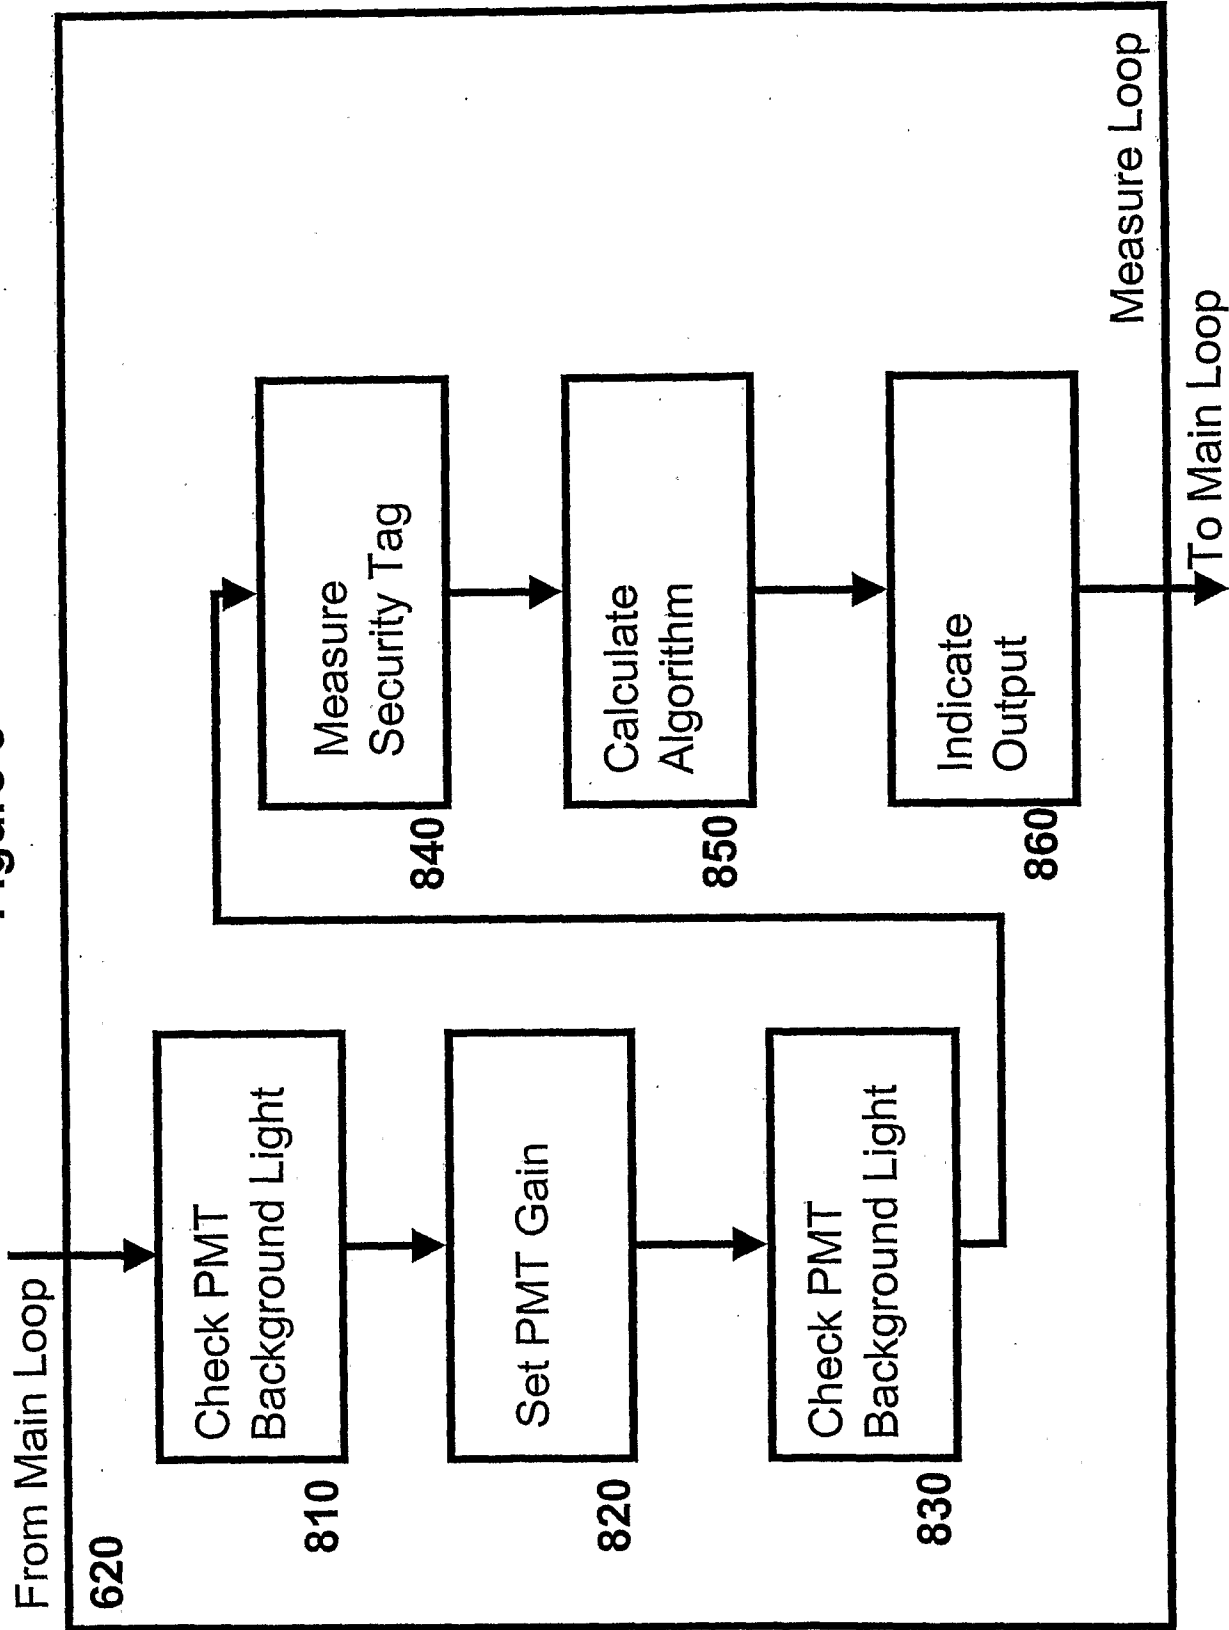 Figure
From Main Loop
620
Check PMT
Background Light
810
Set PMT Gain
820
Check PMT
Background Light
830
Measure
Security Tag
840
Calculate
Algorithm
850
Indicate
Output
860
Measure Loop
To Main Loop